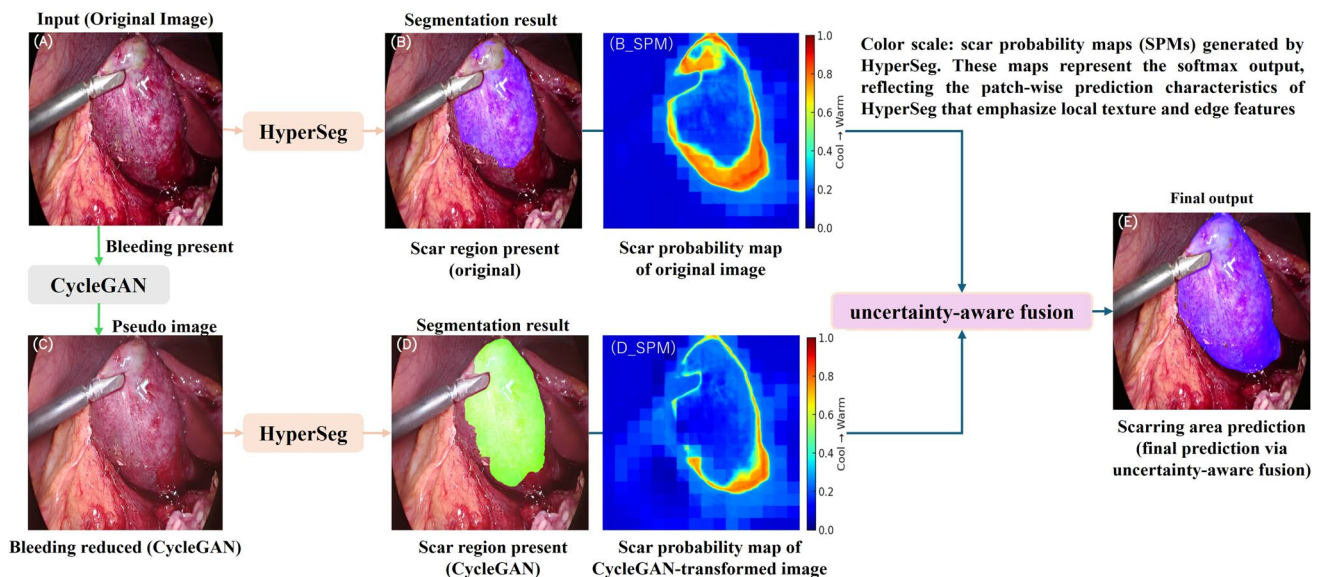 Input (Original Image)
(A)
HyperSeg
Segmentation result
(B)
Scar region present
(original)
(B_SPM)
1.0
0.8
0.6
0.4
0.2
0.0
Cool → Warm
Scar probability map
of original image
Color scale: scar probability maps (SPMs) generated by
HyperSeg. These maps represent the softmax output,
reflecting the patch-wise prediction characteristics of
HyperSeg that emphasize local texture and edge features
Bleeding present
CycleGAN
Pseudo image
(C)
Bleeding reduced (CycleGAN)
HyperSeg
Segmentation result
(D)
Scar region present
(CycleGAN)
(D_SPM)
1.0
0.8
0.6
0.4
0.2
0.0
Cool → Warm
Scar probability map of
CycleGAN-transformed image
uncertainty-aware fusion
Final output
(E)
Scarring area prediction
(final prediction via
uncertainty-aware fusion)